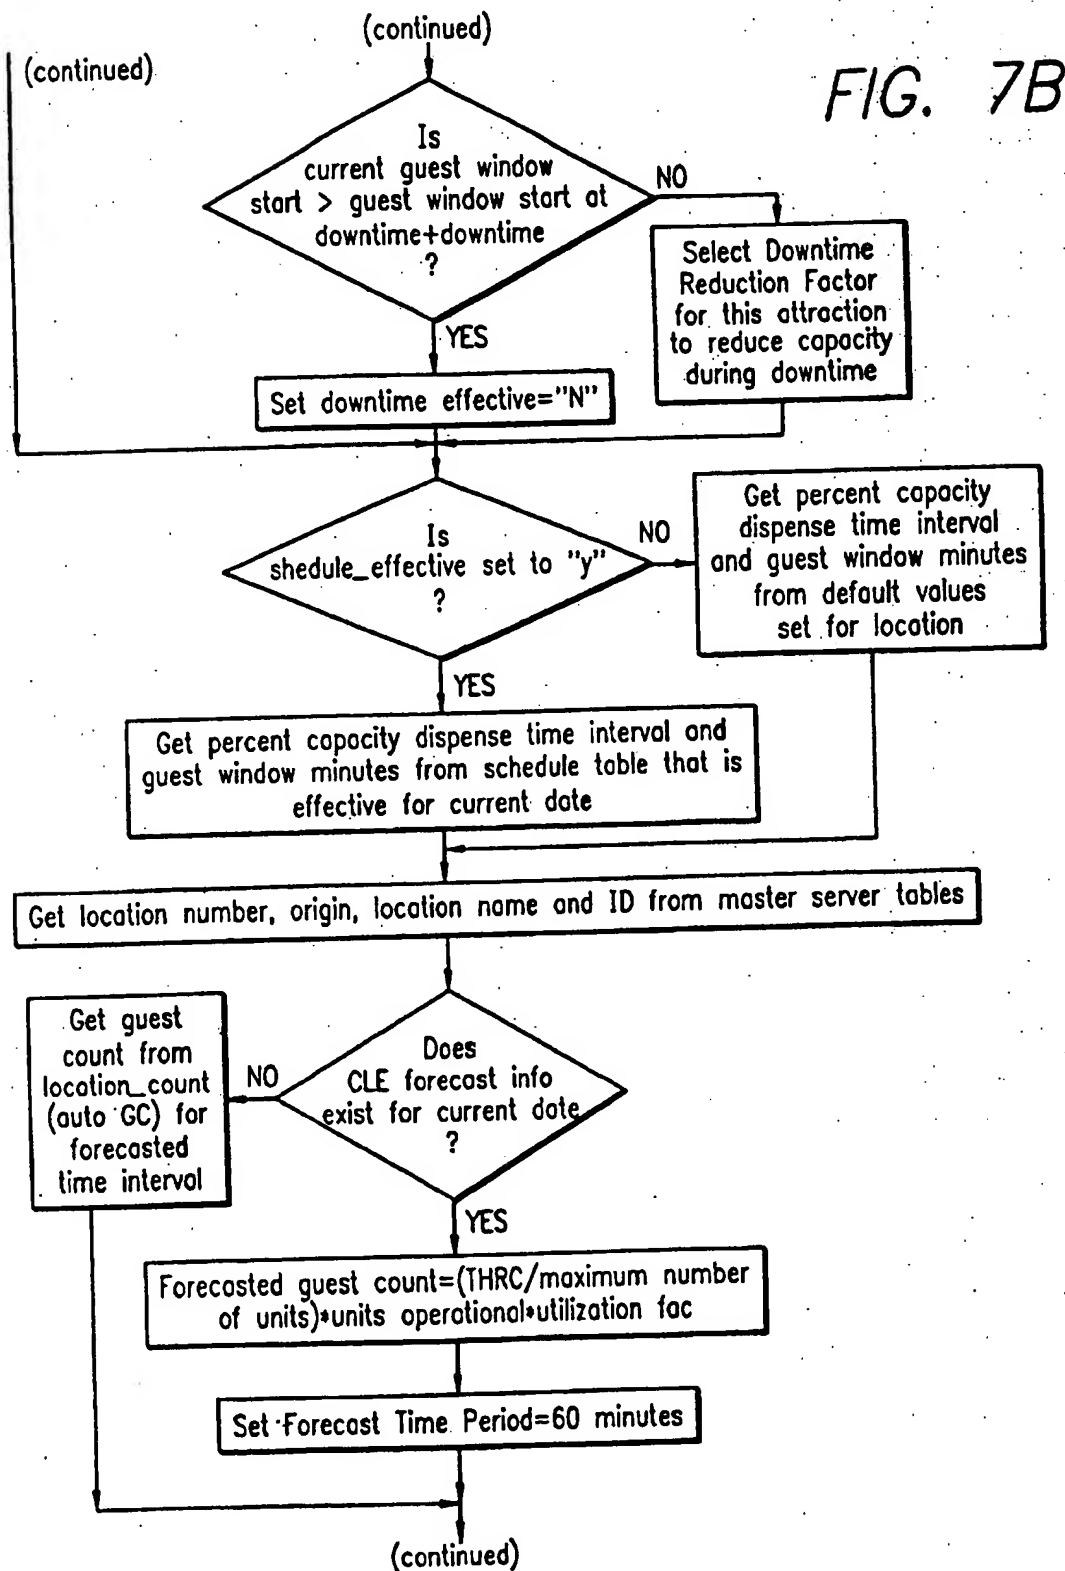 (continued)
(continued)
FIG. 7B
Is
current guest window
start > guest window start at
downtime+downtime
?
NO
Select Downtime
Reduction Factor
for this attraction
to reduce capacity
during downtime
YES
Set downtime effective="N"
Is
shedule_effective set to "y"
?
NO
Get percent capacity
dispense time interval
and guest window minutes
from default values
set for location
YES
Get percent capacity dispense time interval and
guest window minutes from schedule table that is
effective for current date
Get location number, origin, location name and ID from master server tables
Does
CLE forecast info
exist for current date
?
NO
Get guest
count from
location_count
(auto GC) for
forecasted
time interval
YES
Forecasted guest count=(THRC/maximum number
of units)*units operational*utilization fac
Set Forecast Time Period=60 minutes
(continued)